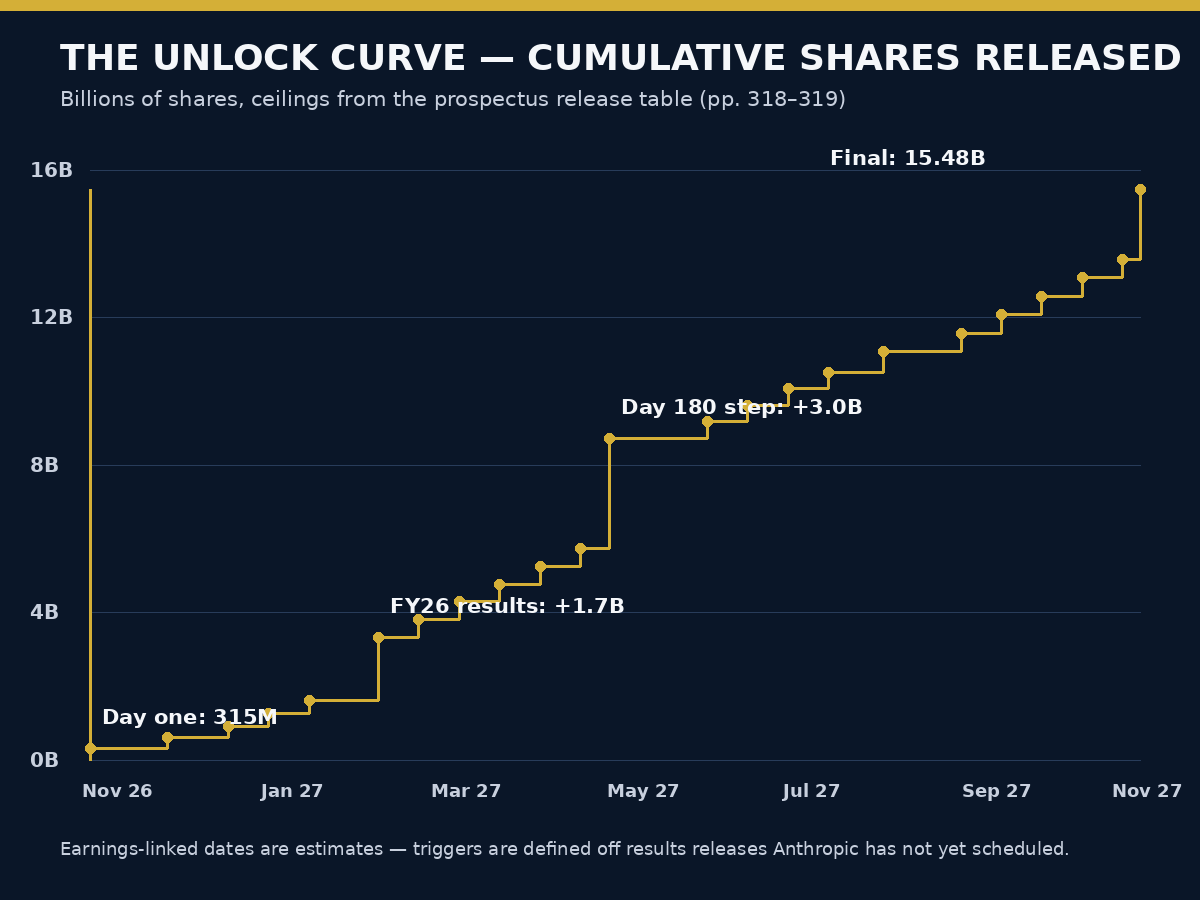 THE UNLOCK CURVE — CUMULATIVE SHARES RELEASED
Billions of shares, ceilings from the prospectus release table (pp. 318–319)
Final: 15.48B
16B
12B
Day 180 step: +3.0B
8B
FY26 results: +1.7B
4B
Day one: 315M
0B
Nov 26 Jan 27 Mar 27 May 27 Jul 27 Sep 27 Nov 27
Earnings-linked dates are estimates — triggers are defined off results releases Anthropic has not yet scheduled.